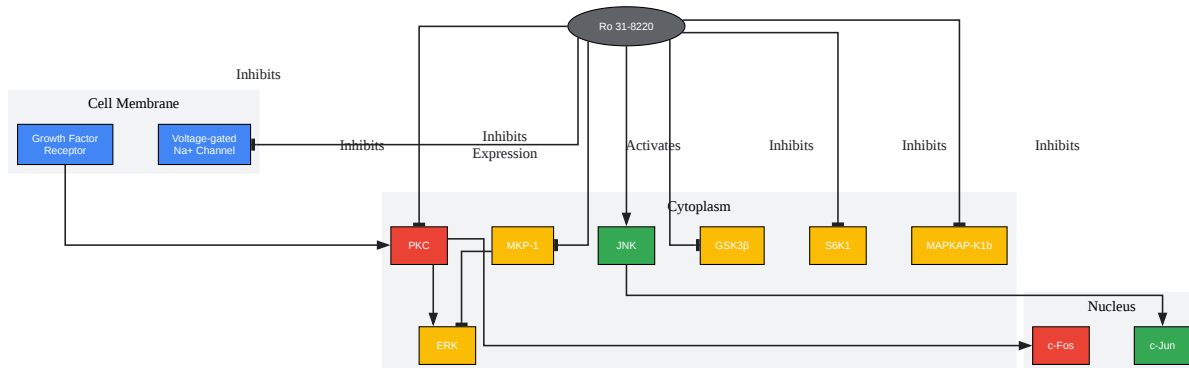 Ro 31-8220
Inhibits
Cell Membrane
Growth Factor
Receptor
Voltage-gated
Na+ Channel
Inhibits
Inhibits
Expression
Activates
Inhibits
Inhibits
Inhibits
Cytoplasm
PKC
MKP-1
JNK
GSK3β
S6K1
MAPKAP-K1b
Nucleus
ERK
c-Fos
c-Jun